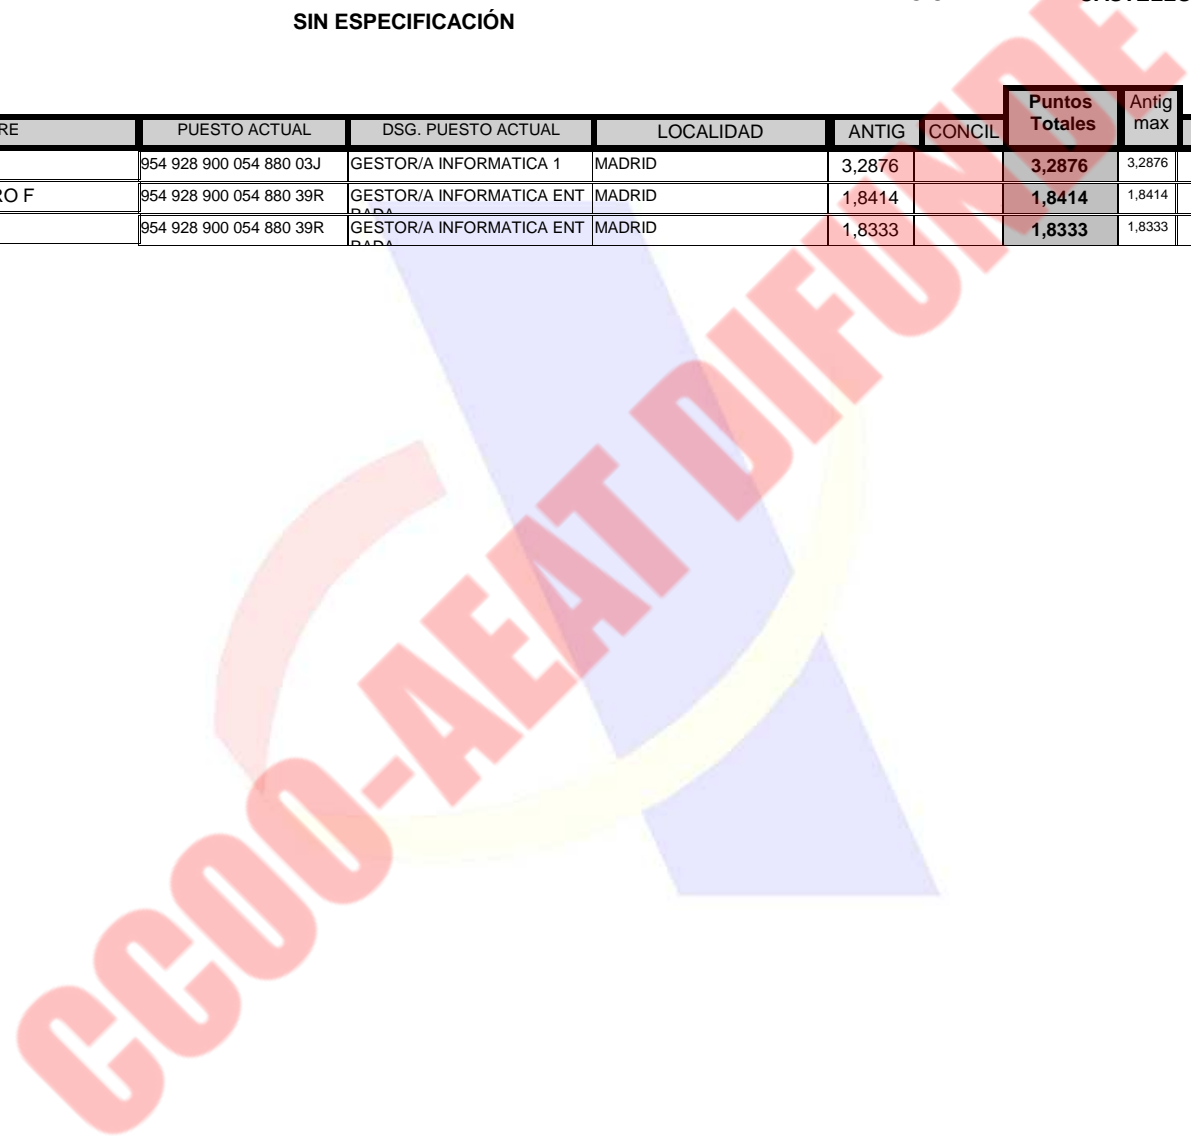 SIN ESPECIFICACIÓN
Puntos Totales Antig max
RE PUESTO ACTUAL DSG. PUESTO ACTUAL LOCALIDAD ANTIG CONCIL
954 928 900 054 880 03J GESTOR/A INFORMATICA 1 MADRID 3,2876 3,2876 3,2876
RO F 954 928 900 054 880 39R GESTOR/A INFORMATICA ENT RADA MADRID 1,8414 1,8414 1,8414
954 928 900 054 880 39R GESTOR/A INFORMATICA ENT RADA MADRID 1,8333 1,8333 1,8333
CCOO-AEAT DIFUNDE